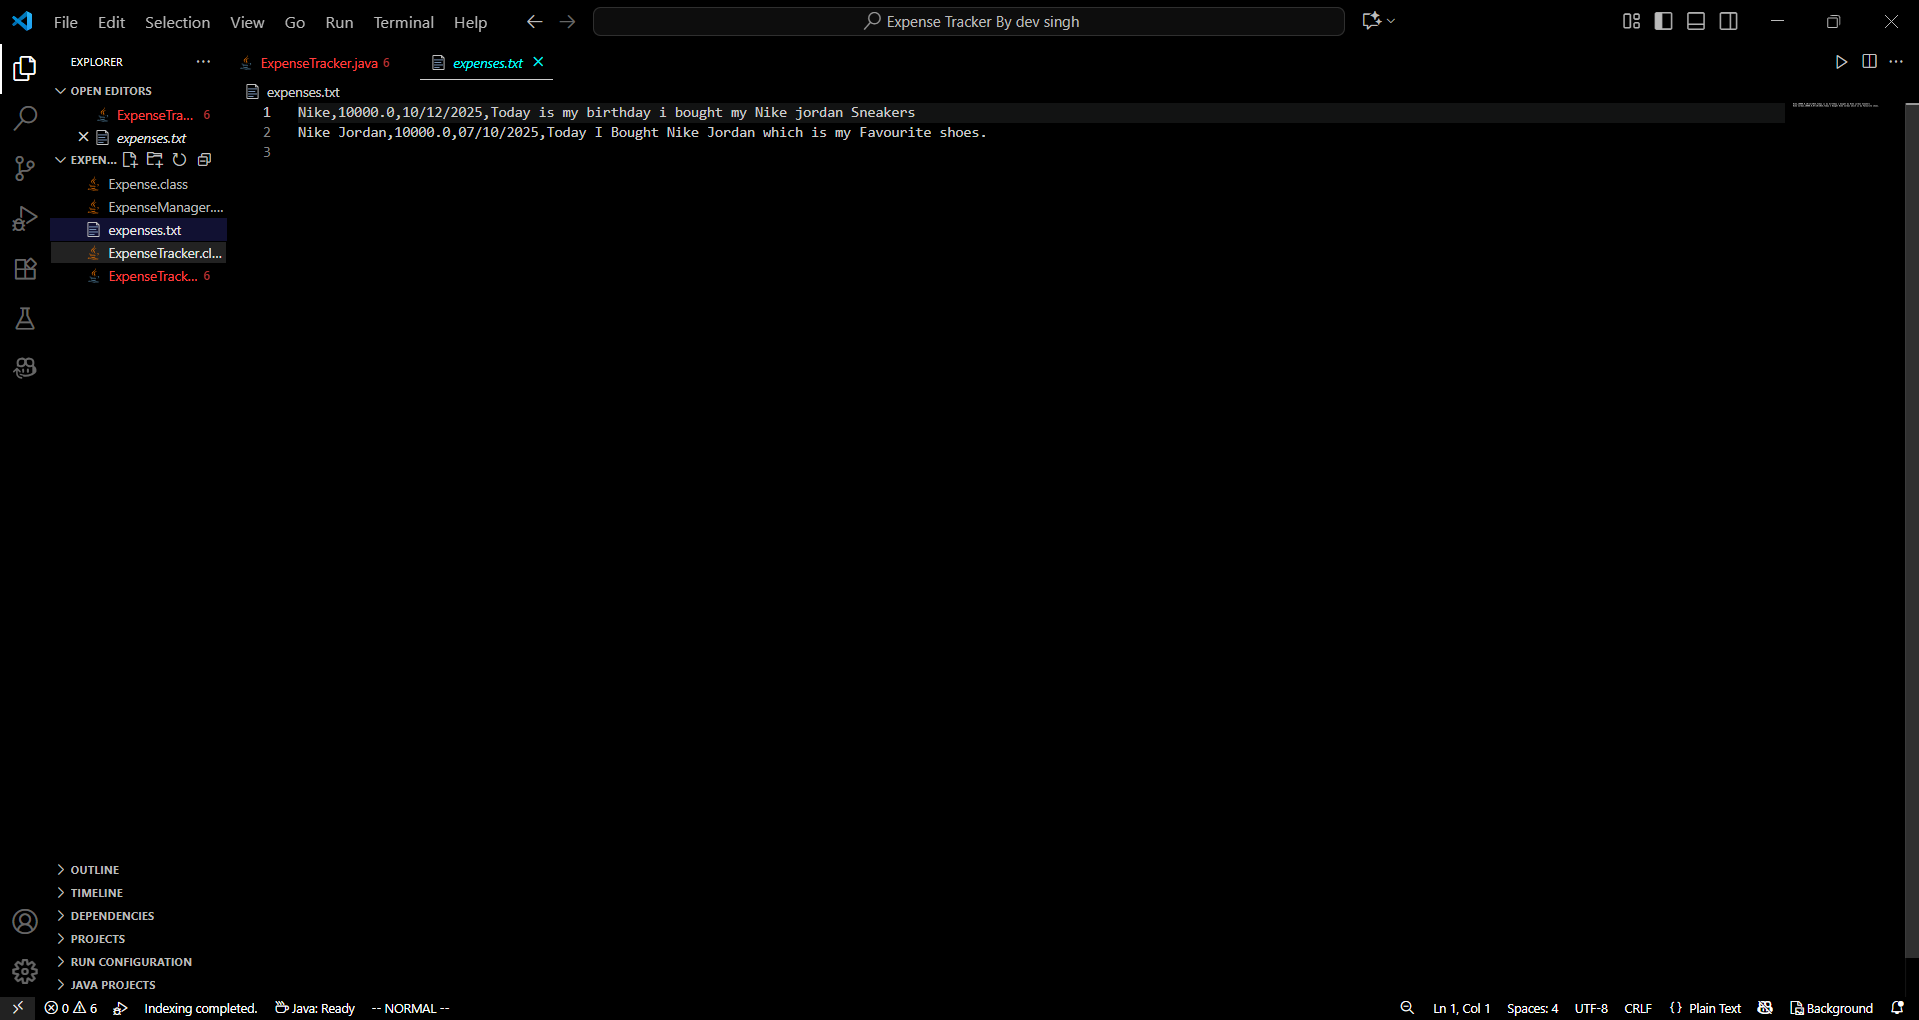 File Edit Selection View Go Run Terminal Help
Expense Tracker By dev singh
EXPLORER
OPEN EDITORS
ExpenseTra... 6
expenses.txt
EXPEN...
Expense.class
ExpenseManager....
expenses.txt
ExpenseTracker.cl...
ExpenseTrack... 6
OUTLINE
TIMELINE
DEPENDENCIES
PROJECTS
RUN CONFIGURATION
JAVA PROJECTS
ExpenseTracker.java 6
expenses.txt
expenses.txt
1 Nike,10000.0,10/12/2025,Today is my birthday i bought my Nike jordan Sneakers
2 Nike Jordan,10000.0,07/10/2025,Today I Bought Nike Jordan which is my Favourite shoes.
3
0 6 Indexing completed. Java: Ready -- NORMAL -- Ln 1, Col 1 Spaces: 4 UTF-8 CRLF {} Plain Text Background